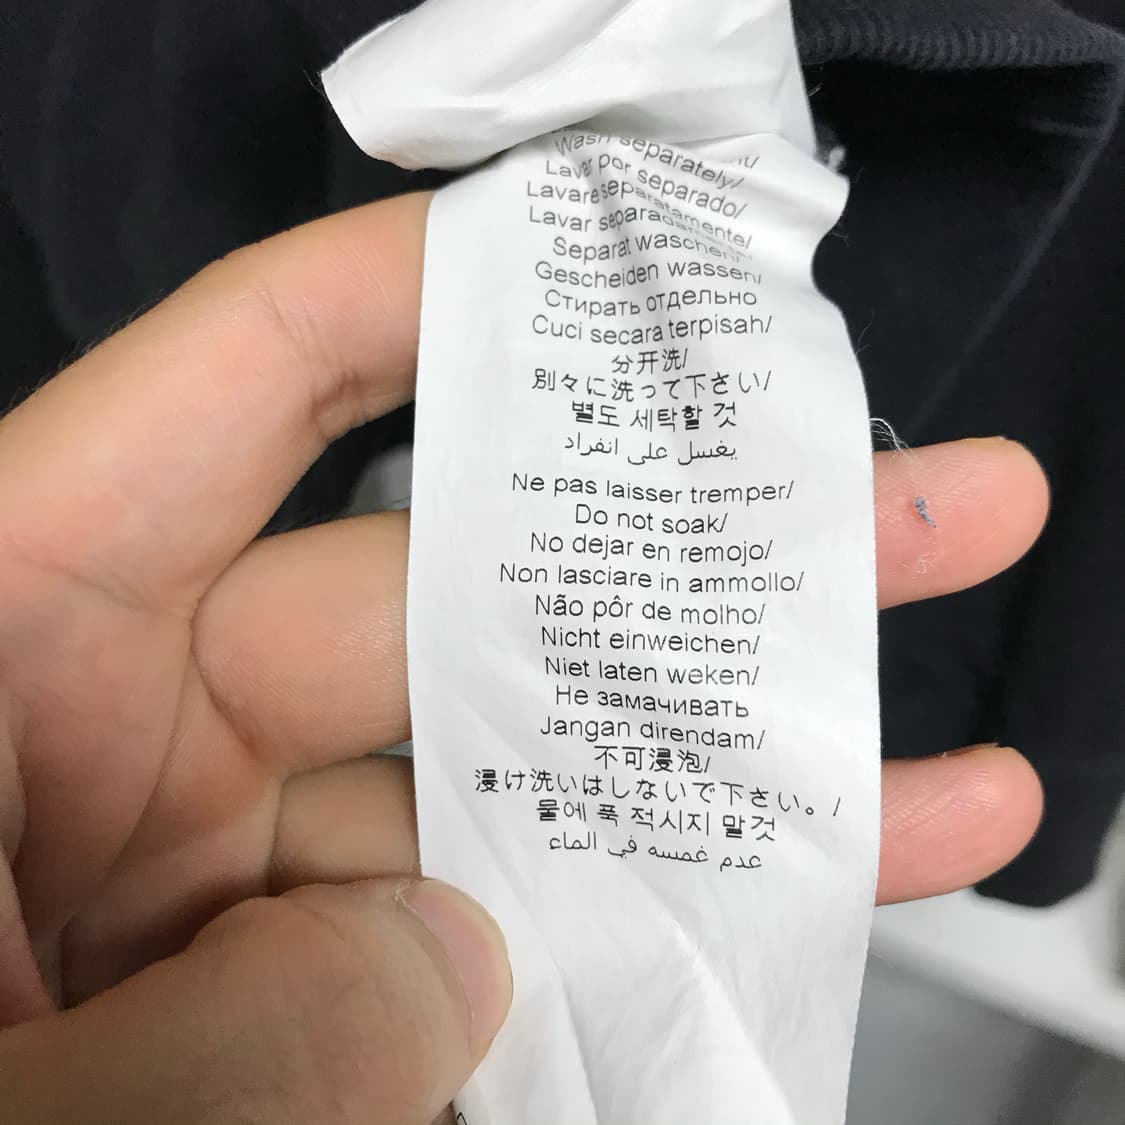 Wash separately/
Lavar por separado/
Lavare separatamente/
Lavar separadamente/
Separat waschen/
Gescheiden wassen/
Стирать отдельно
Cuci secara terpisah/
分开洗/
別々に洗って下さい/
별도 세탁할 것
يغسل على انفراد
Ne pas laisser tremper/
Do not soak/
No dejar en remojo/
Non lasciare in ammollo/
Não pôr de molho/
Nicht einweichen/
Niet laten weken/
Не замачивать
Jangan direndam/
不可浸泡/
浸け洗いはしないで下さい。/
물에 푹 적시지 말것
عدم غمسه في الماء